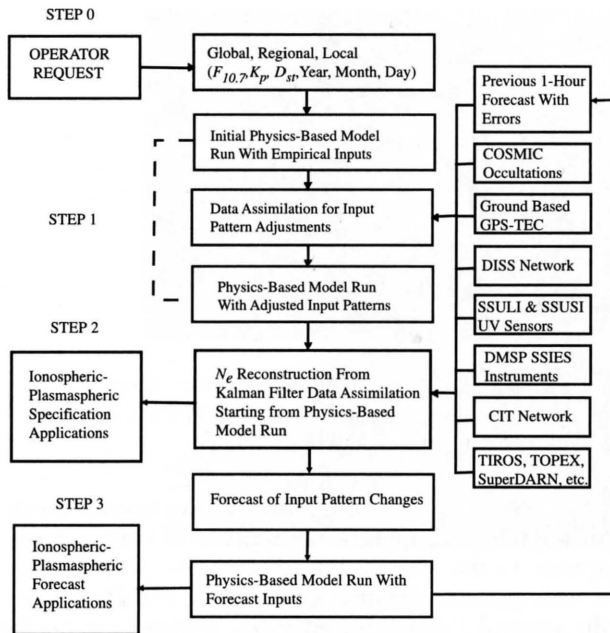 STEP 0
OPERATOR
REQUEST
Global, Regional, Local
(F10.7,Kp, Dst,Year, Month, Day)
Initial Physics-Based Model
Run With Empirical Inputs
STEP 1
Data Assimilation for Input
Pattern Adjustments
Physics-Based Model Run
With Adjusted Input Patterns
STEP 2
Ionospheric-
Plasmaspheric
Specification
Applications
Ne Reconstruction From
Kalman Filter Data Assimilation
Starting from Physics-Based
Model Run
Forecast of Input Pattern Changes
STEP 3
Ionospheric-
Plasmaspheric
Forecast
Applications
Physics-Based Model Run With
Forecast Inputs
Previous 1-Hour
Forecast With
Errors
COSMIC
Occultations
Ground Based
GPS-TEC
DISS Network
SSULI & SSUSI
UV Sensors
DMSP SSIES
Instruments
CIT Network
TIROS, TOPEX,
SuperDARN, etc.